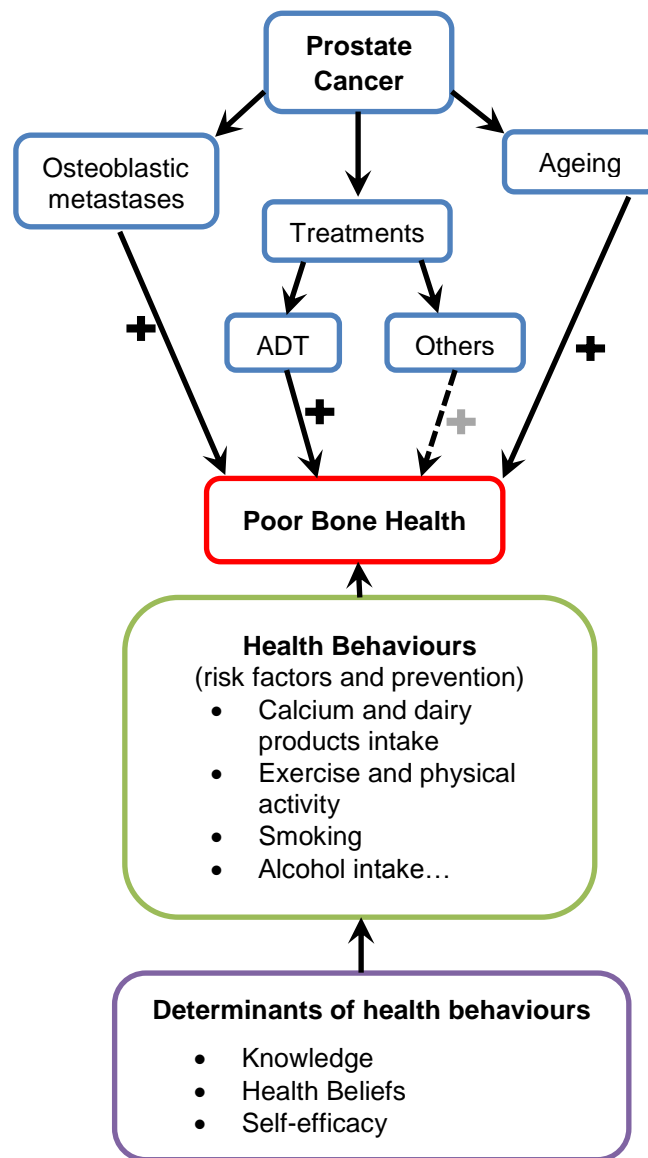 Prostate
Cancer
Osteoblastic
metastases
Ageing
Treatments
ADT
Others
Poor Bone Health
Health Behaviours
(risk factors and prevention)
• Calcium and dairy
products intake
• Exercise and physical
activity
• Smoking
• Alcohol intake…
Determinants of health behaviours
• Knowledge
• Health Beliefs
• Self-efficacy